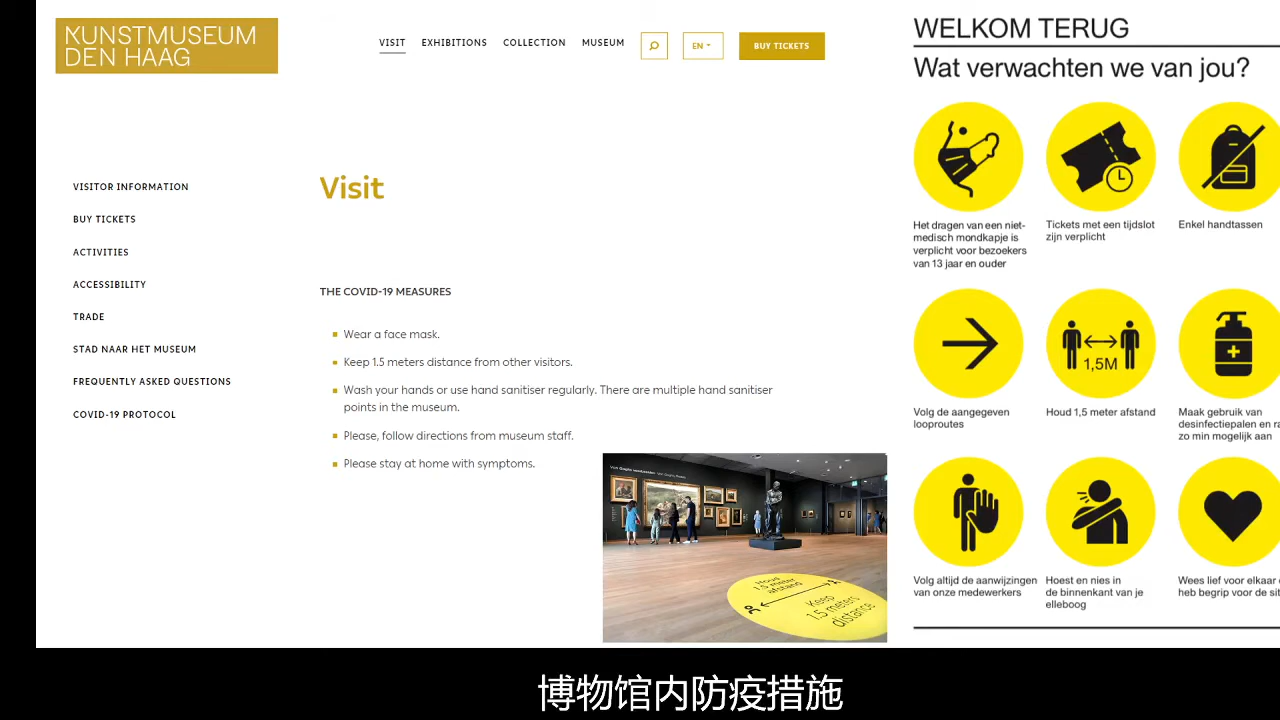 KUNSTMUSEUM
DEN HAAG
VISIT
EXHIBITIONS
COLLECTION
MUSEUM
EN
BUY TICKETS
VISITOR INFORMATION
BUY TICKETS
ACTIVITIES
ACCESSIBILITY
TRADE
STAD NAAR HET MUSEUM
FREQUENTLY ASKED QUESTIONS
COVID-19 PROTOCOL
Visit
THE COVID-19 MEASURES
Wear a face mask.
Keep 1.5 meters distance from other visitors.
Wash your hands or use hand sanitiser regularly. There are multiple hand sanitiser
points in the museum.
Please, follow directions from museum staff.
Please stay at home with symptoms.
Houd
1.5 meter
afstand
Keep
1.5 meters
distance
WELKOM TERUG
Wat verwachten we van jou?
Het dragen van een niet-
medisch mondkapje is
verplicht voor bezoekers
van 13 jaar en ouder
Tickets met een tijdslot
zijn verplicht
Enkel handtassen
Volg de aangegeven
looproutes
1,5M
Houd 1,5 meter afstand
Maak gebruik van
desinfectiepalen en
zo min mogelijk aan
Volg altijd de aanwijzingen
van onze medewerkers
Hoest en nies in
de binnenkant van je
elleboog
Wees lief voor elkaar
heb begrip voor de
博物馆内防疫措施